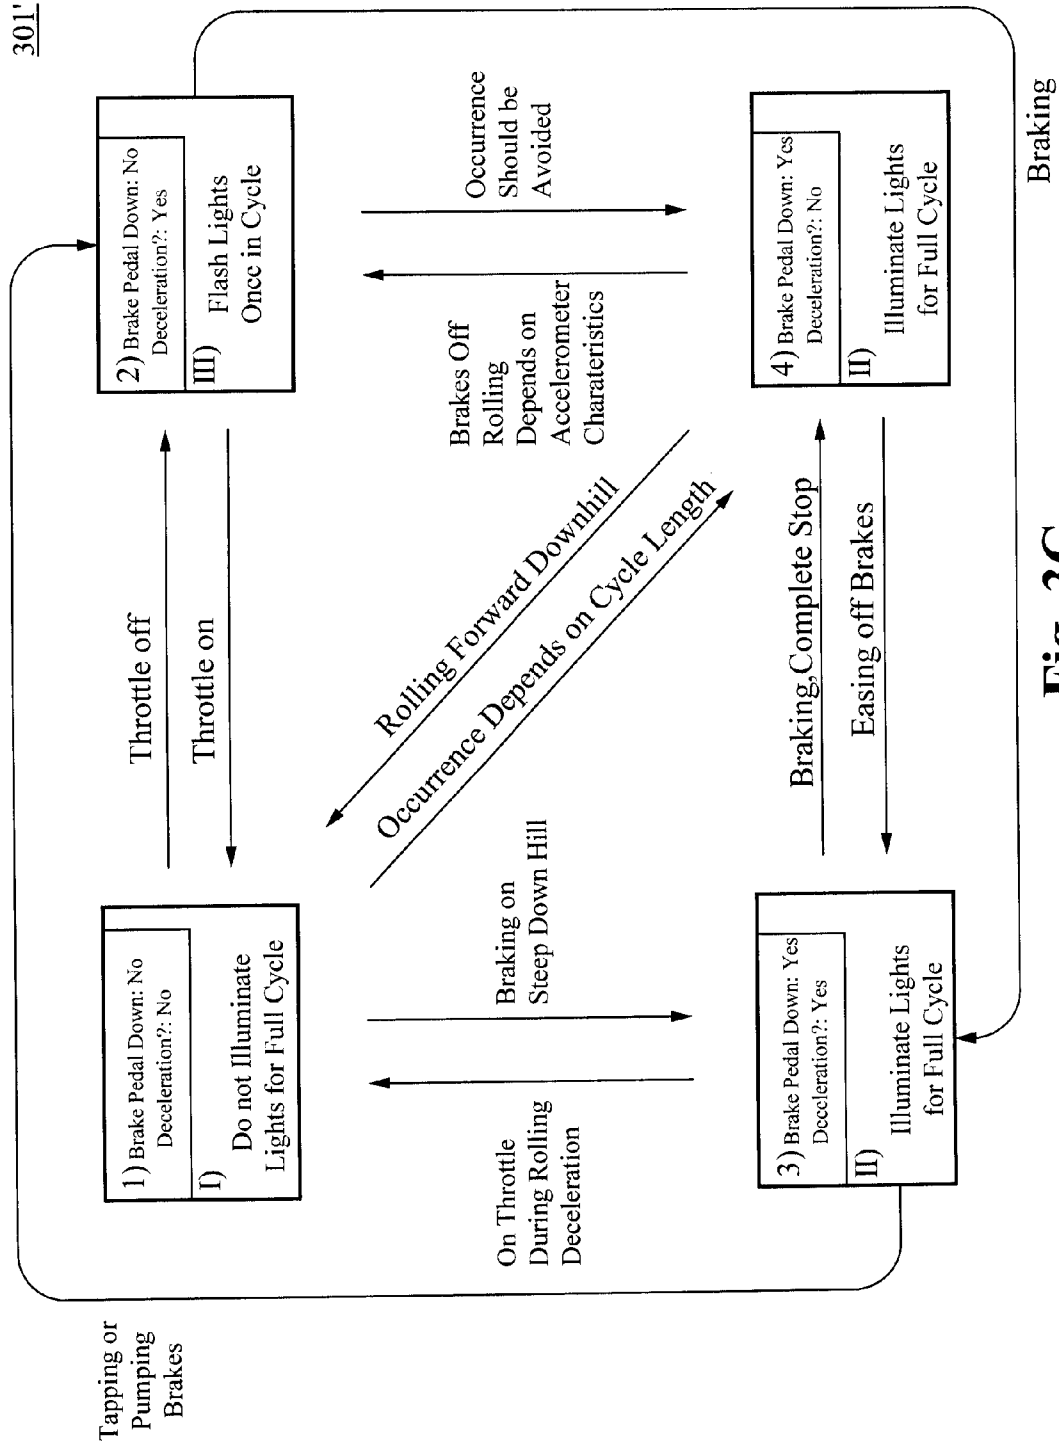 301'
Tapping or
Pumping
Brakes
1) Brake Pedal Down: No
Deceleration?: No
I)
Do not Illuminate
Lights for Full Cycle
Throttle off
Throttle on
2) Brake Pedal Down: No
Deceleration?: Yes
III)
Flash Lights
Once in Cycle
On Throttle
During Rolling
Deceleration
Braking on
Steep Down Hill
Rolling Forward Downhill
Occurrence Depends on Cycle Length
Brakes Off
Rolling
Depends on
Accelerometer
Charateristics
Occurrence
Should be
Avoided
3) Brake Pedal Down: Yes
Deceleration?: Yes
II)
Illuminate Lights
for Full Cycle
Braking,Complete Stop
Easing off Brakes
4) Brake Pedal Down: Yes
Deceleration?: No
II)
Illuminate Lights
for Full Cycle
Braking